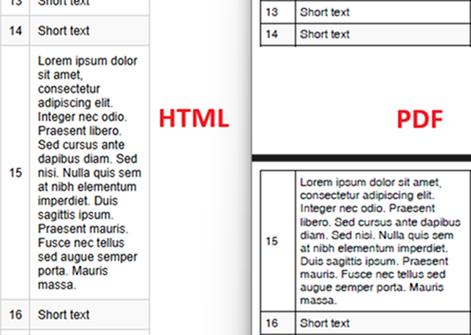 13 Short text
14 Short text
15 Lorem ipsum dolor
sit amet,
consectetur
adipiscing elit.
Integer nec odio.
Praesent libero.
Sed cursus ante
dapibus diam. Sed
nisi. Nulla quis sem
at nibh elementum
imperdiet. Duis
sagittis ipsum.
Praesent mauris.
Fusce nec tellus
sed augue semper
porta. Mauris
massa.
16 Short text
HTML
13 Short text
14 Short text
PDF
15 Lorem ipsum dolor sit amet,
consectetur adipiscing elit.
Integer nec odio. Praesent
libero. Sed cursus ante dapibus
diam. Sed nisi. Nulla quis sem
at nibh elementum imperdiet.
Duis sagittis ipsum. Praesent
mauris. Fusce nec tellus sed
augue semper porta. Mauris
massa.
16 Short text